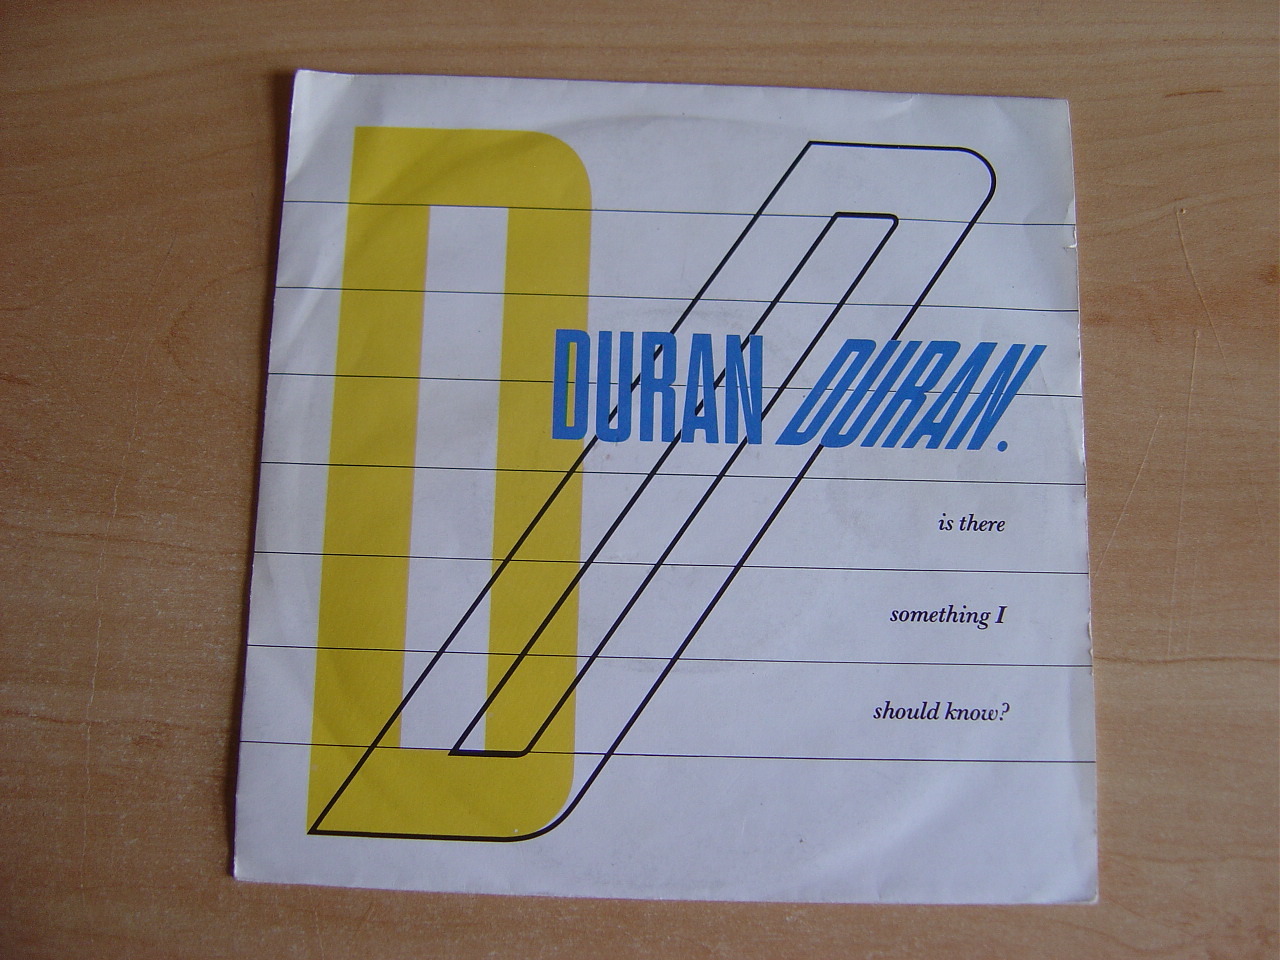 D D
DURAN DURAN.
is there
something I
should know?